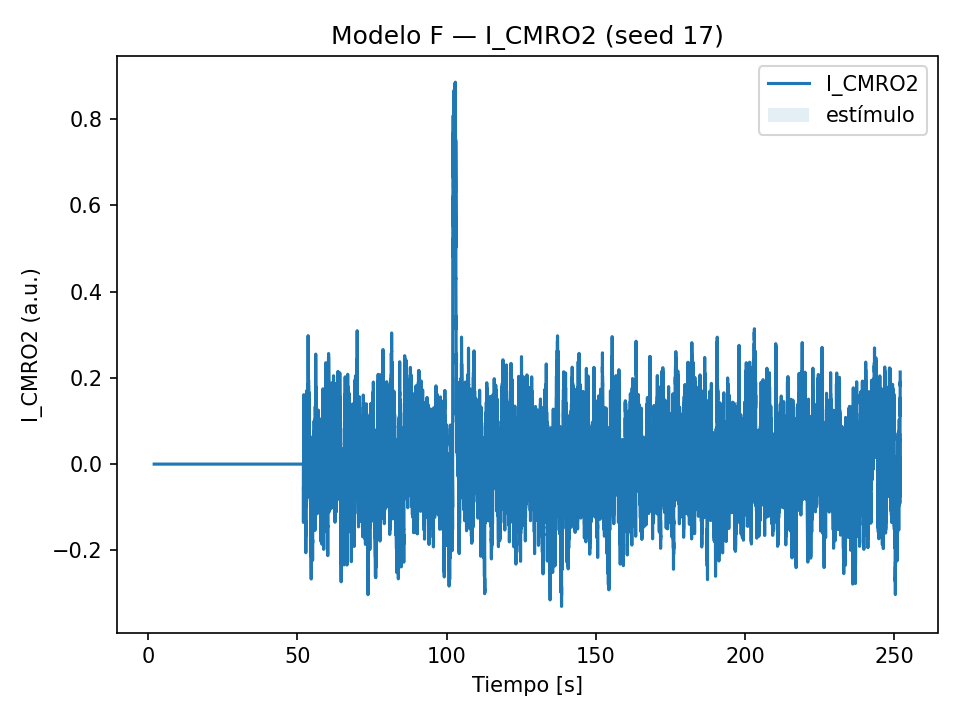 Modelo F — I_CMRO2 (seed 17)
I_CMRO2
estímulo
I_CMRO2 (a.u.)
0.8
0.6
0.4
0.2
0.0
−0.2
0 50 100 150 200 250
Tiempo [s]